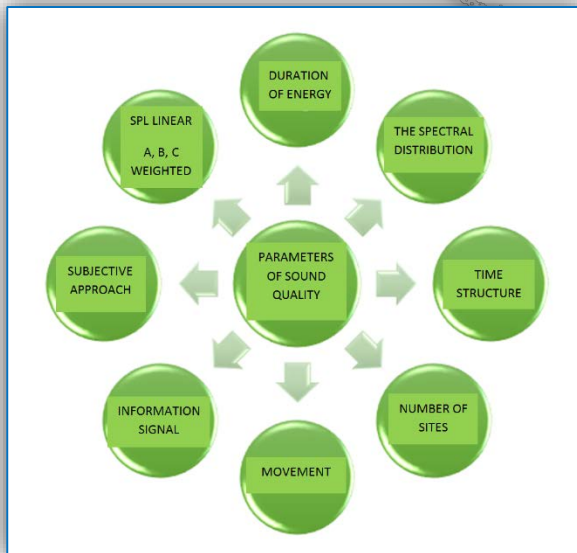 DURATION
OF ENERGY
SPL LINEAR
A, B, C
WEIGHTED
THE SPECTRAL
DISTRIBUTION
SUBJECTIVE
APPROACH
PARAMETERS
OF SOUND
QUALITY
TIME
STRUCTURE
INFORMATION
SIGNAL
NUMBER OF
SITES
MOVEMENT